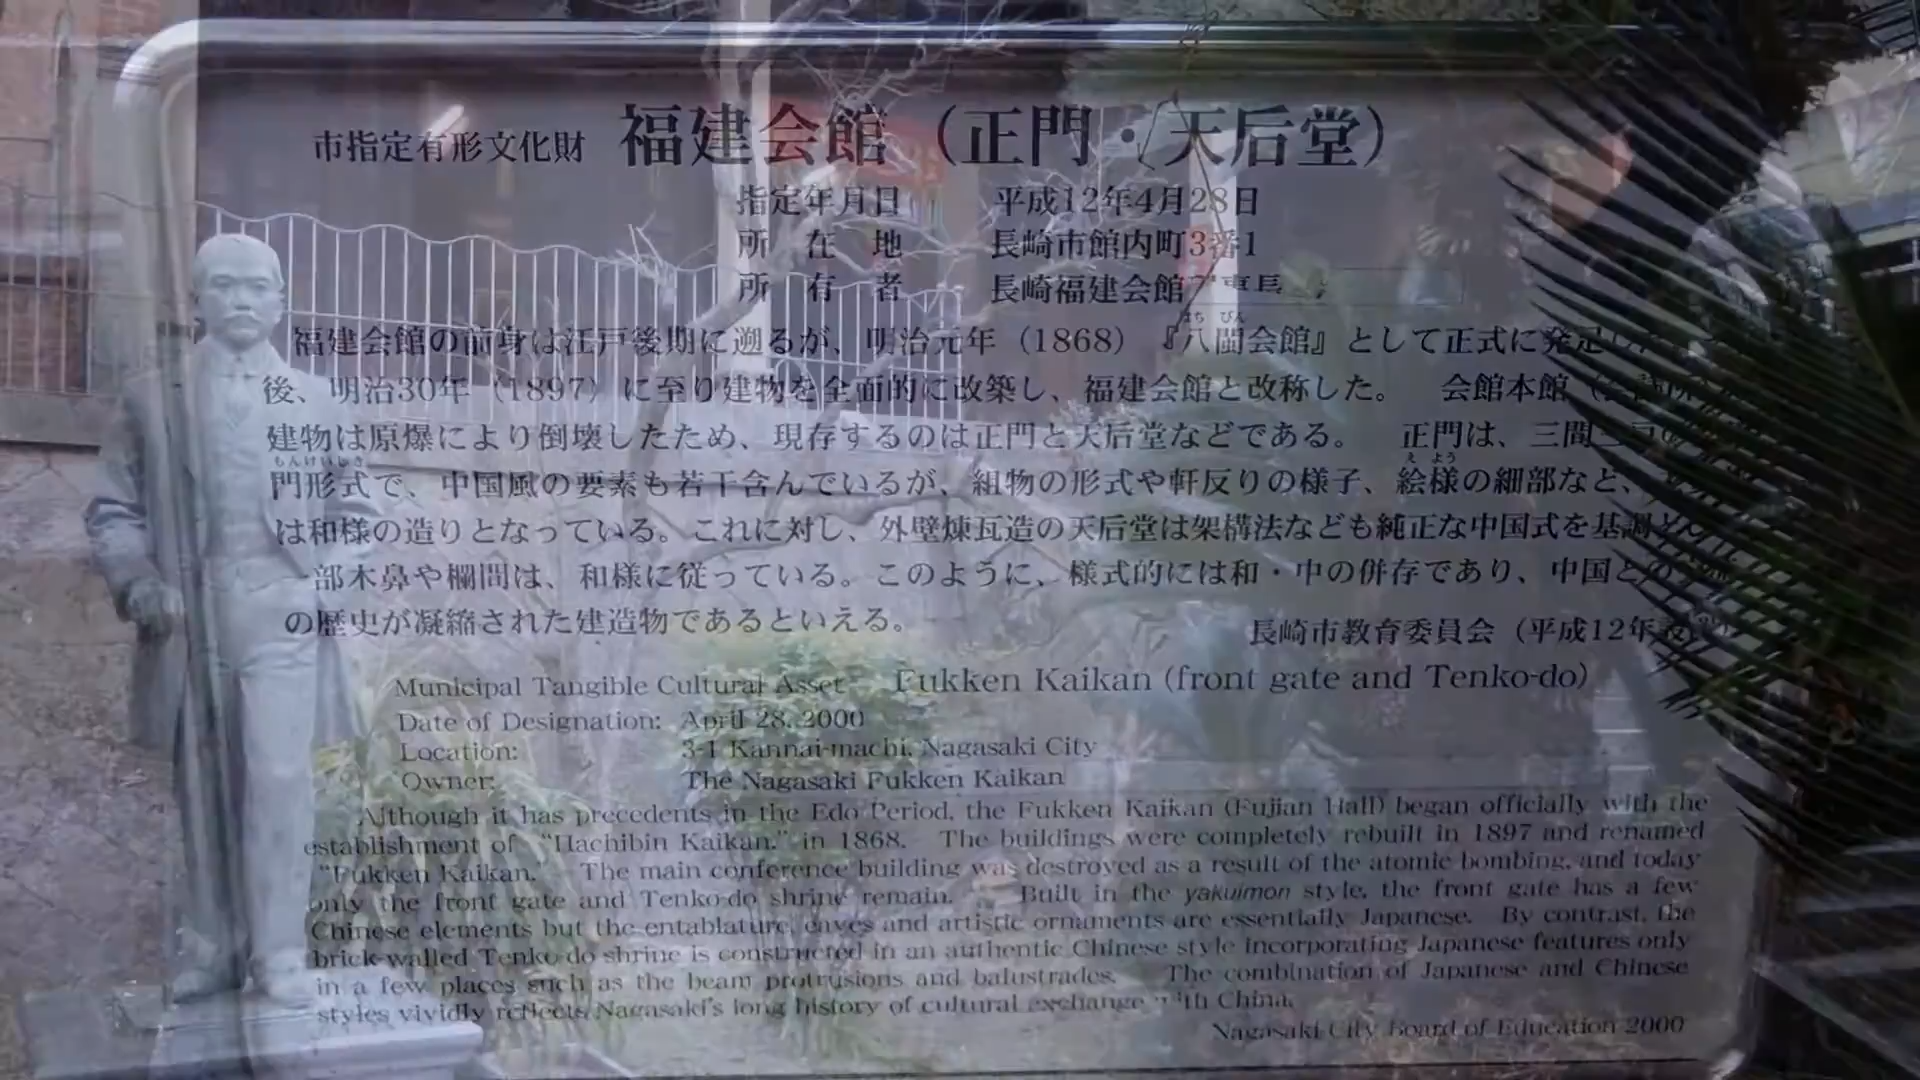 市指定有形文化財 福建会館（正門・天后堂）
指定年月日 平成12年4月28日
所在地 長崎市館内町3番1
所有者 長崎福建会館
はち びん
福建会館の前身は江戸後期に遡るが、明治元年（1868）『八閩会館』として正式に発足し
後、明治30年（1897）に至り建物を全面的に改築し、福建会館と改称した。 会館本館
建物は原爆により倒壊したため、現存するのは正門と天后堂などである。 正門は、三間三
もんけいしき え よう
門形式で、中国風の要素も若干含んでいるが、組物の形式や軒反りの様子、絵様の細部など、
は和様の造りとなっている。これに対し、外壁煉瓦造の天后堂は架構法なども純正な中国式を基調と
一部木鼻や欄間は、和様に従っている。このように、様式的には和・中の併存であり、中国との
の歴史が凝縮された建造物であるといえる。
長崎市教育委員会（平成12年
Municipal Tangible Cultural Asset Fukken Kaikan (front gate and Tenko-do)
Date of Designation: April 28, 2000
Location: 3-1 Kannai-machi, Nagasaki City
Owner: The Nagasaki Fukken Kaikan
Although it has precedents in the Edo Period, the Fukken Kaikan (Fujian Hall) began officially with the
establishment of "Hachibin Kaikan," in 1868. The buildings were completely rebuilt in 1897 and renamed
"Fukken Kaikan." The main conference building was destroyed as a result of the atomic bombing, and today
only the front gate and Tenko-do shrine remain. Built in the yakuimon style, the front gate has a few
Chinese elements but the entablature, eaves and artistic ornaments are essentially Japanese. By contrast, the
brick-walled Tenko-do shrine is constructed in an authentic Chinese style incorporating Japanese features only
in a few places such as the beam protrusions and balustrades. The combination of Japanese and Chinese
styles vividly reflects Nagasaki's long history of cultural exchange with China.
Nagasaki City Board of Education 2000